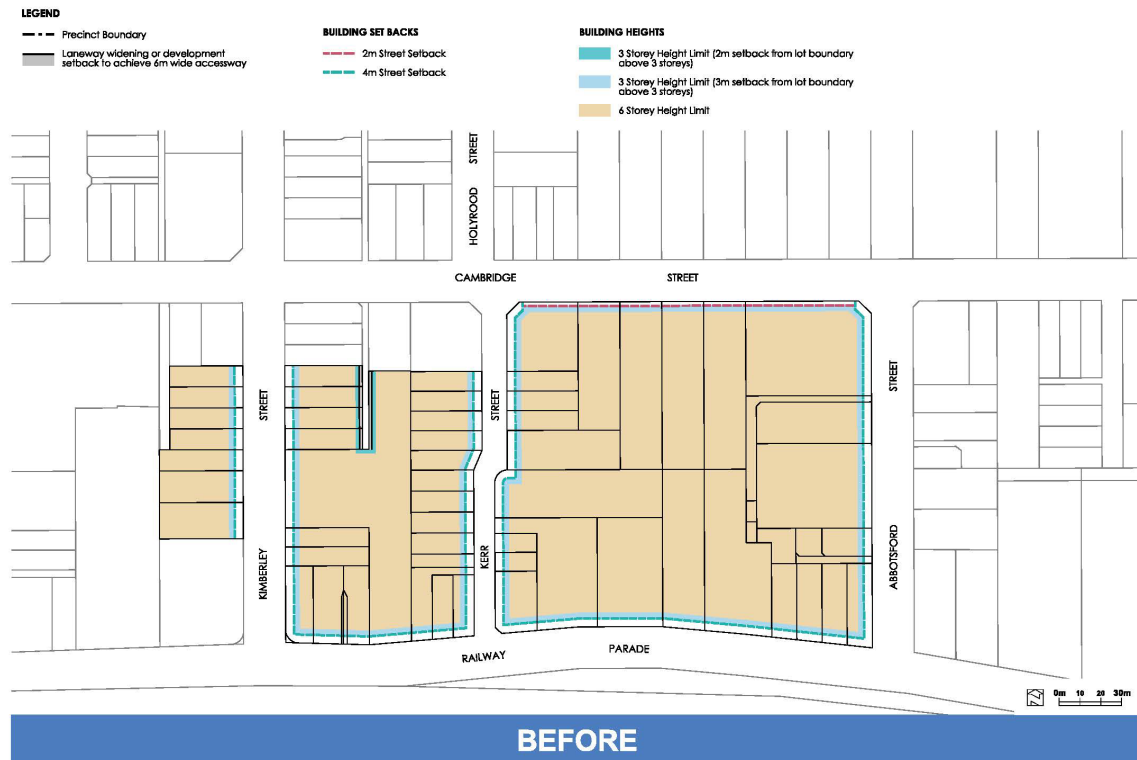 LEGEND
Precinct Boundary
Laneway widening or development
setback to achieve 6m wide accessway
BUILDING SET BACKS
2m Street Setback
4m Street Setback
BUILDING HEIGHTS
3 Storey Height Limit (2m setback from lot boundary
above 3 storeys)
3 Storey Height Limit (3m setback from lot boundary
above 3 storeys)
6 Storey Height Limit
HOLYROOD STREET
CAMBRIDGE STREET
KIMBERLEY STREET
KERR STREET
ABBOTSFORD STREET
RAILWAY PARADE
0m 10 20 30m
BEFORE